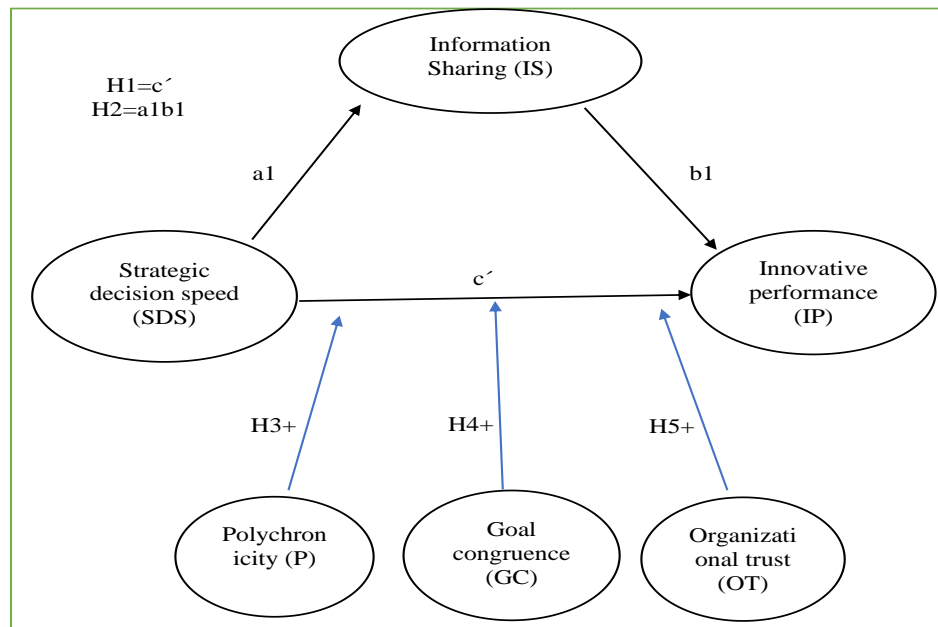 Information
Sharing (IS)
H1=c´
H2=a1b1
a1
b1
Strategic
decision speed
(SDS)
c´
Innovative
performance
(IP)
H3+
H4+
H5+
Polychron
icity (P)
Goal
congruence
(GC)
Organizati
onal trust
(OT)